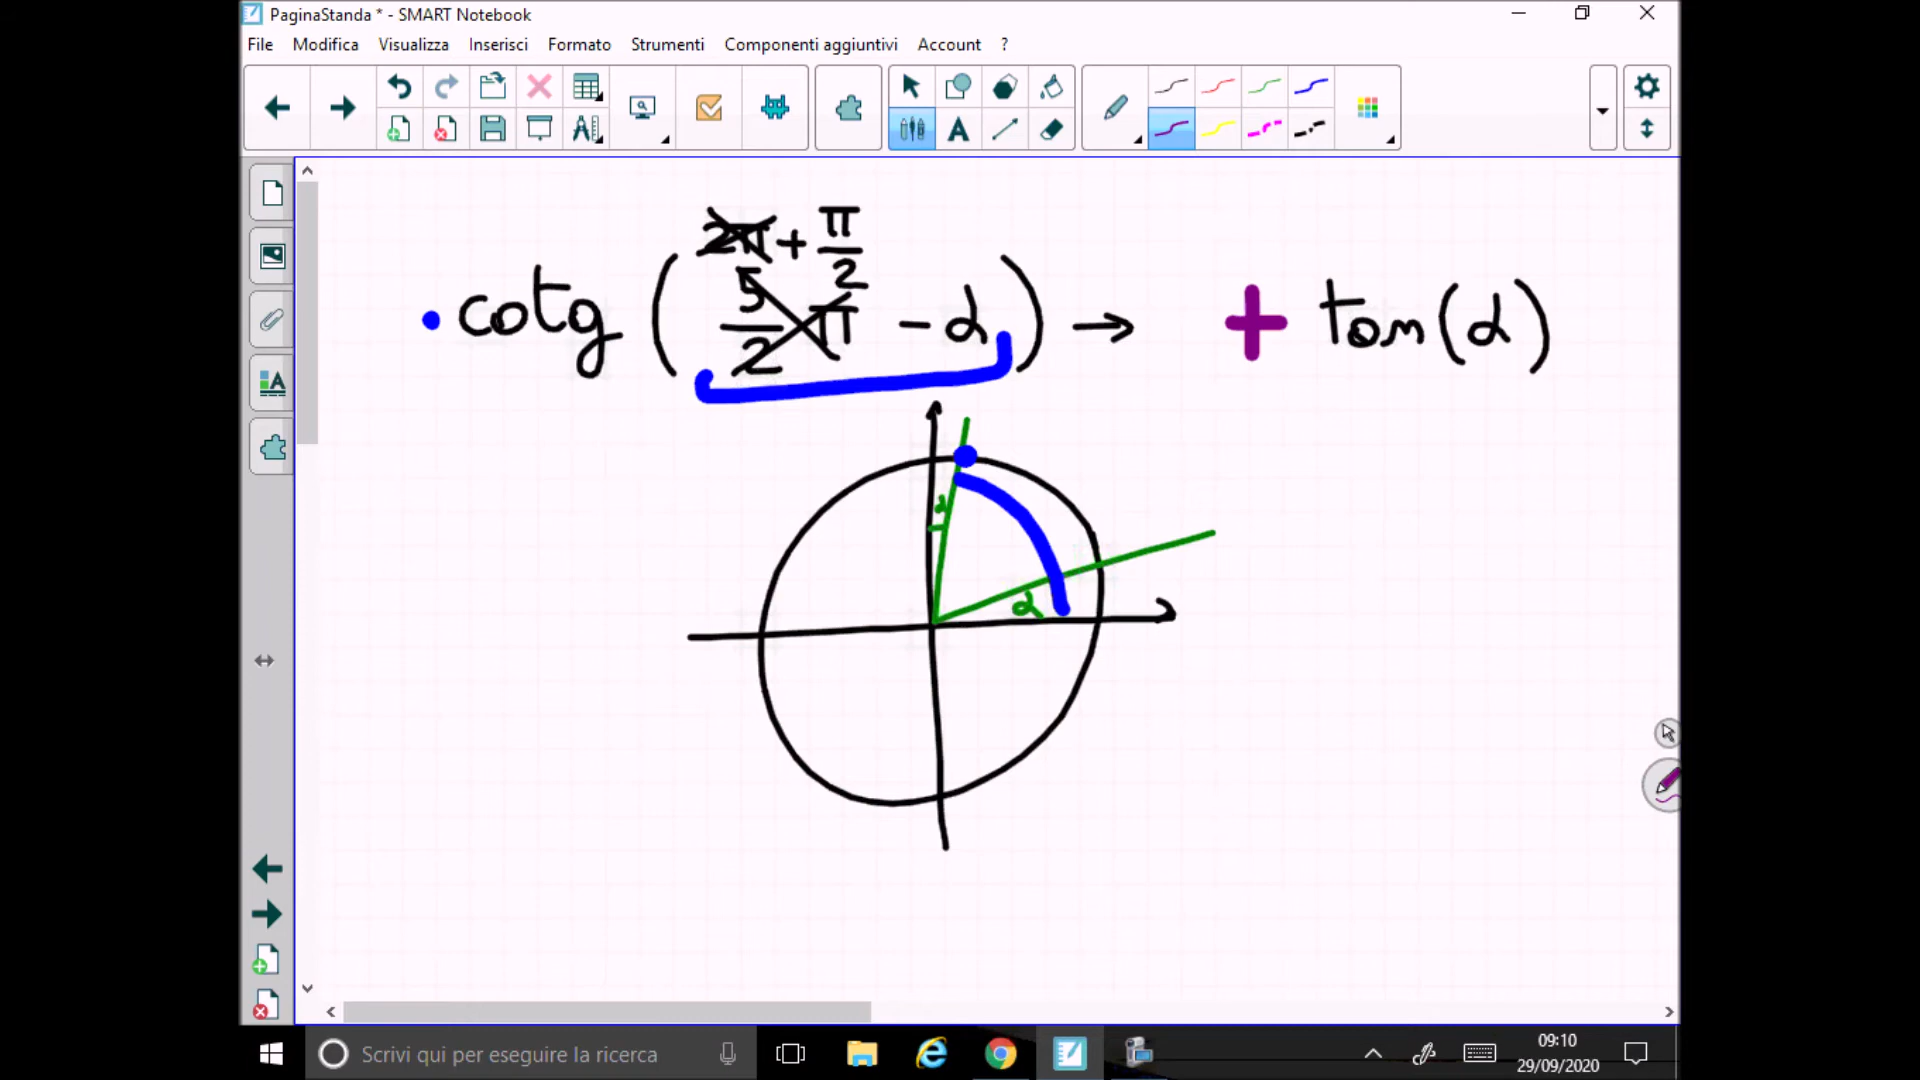 PaginaStanda * - SMART Notebook
File Modifica Visualizza Inserisci Formato Strumenti Componenti aggiuntivi Account ?
A
2π + π/2
• cotg ( 5/2 π - α ) → + tan(α)
α
α
A
Scrivi qui per eseguire la ricerca
09:10
29/09/2020